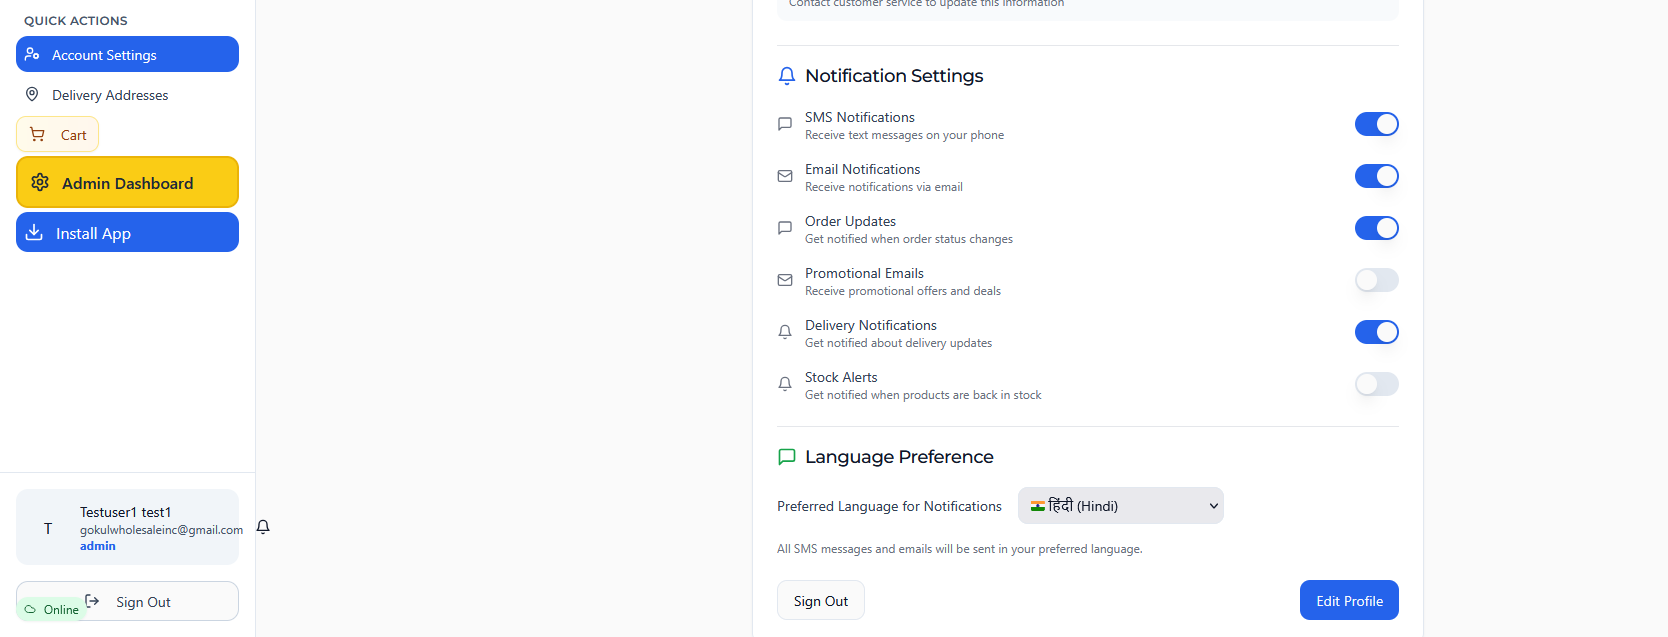 QUICK ACTIONS
Account Settings
Delivery Addresses
Cart
Admin Dashboard
Install App
T
Testuser1 test1
gokulwholesaleinc@gmail.com
admin
Online
Sign Out
Contact customer service to update this information
Notification Settings
SMS Notifications
Receive text messages on your phone
Email Notifications
Receive notifications via email
Order Updates
Get notified when order status changes
Promotional Emails
Receive promotional offers and deals
Delivery Notifications
Get notified about delivery updates
Stock Alerts
Get notified when products are back in stock
Language Preference
Preferred Language for Notifications
हिंदी (Hindi)
All SMS messages and emails will be sent in your preferred language.
Sign Out
Edit Profile